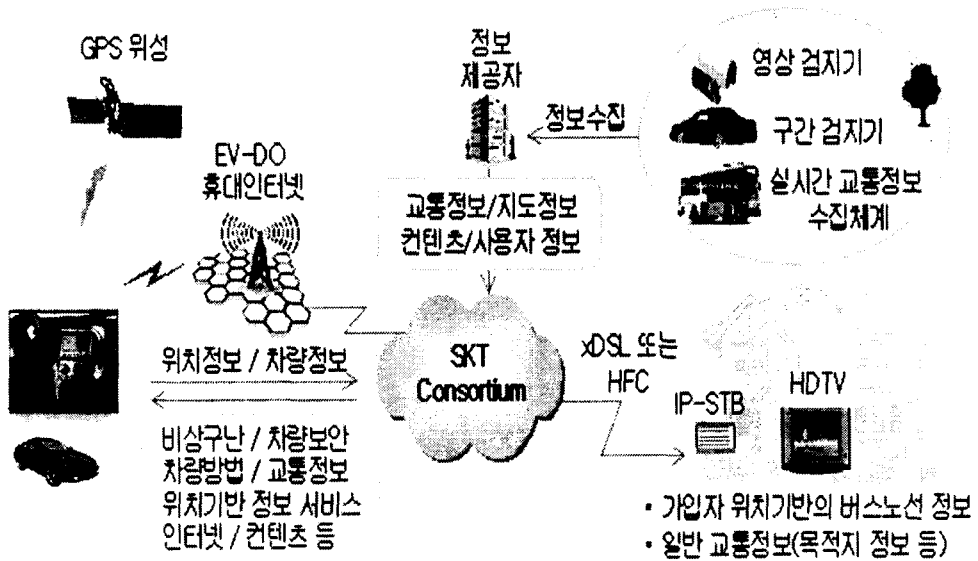 GPS 위성
EV-DO
휴대인터넷
정보
제공자
정보수집
영상 검지기
구간 검지기
실시간 교통정보
수집체계
교통정보/지도정보
컨텐츠/사용자 정보
위치정보 / 차량정보
SKT
Consortium
xDSL 또는
HFC
IP-STB
HDTV
비상구난 / 차량보안
차량방법 / 교통정보
위치기반 정보 서비스
인터넷 / 컨텐츠 등
• 가입자 위치기반의 버스노선 정보
• 일반 교통정보(목적지 정보 등)